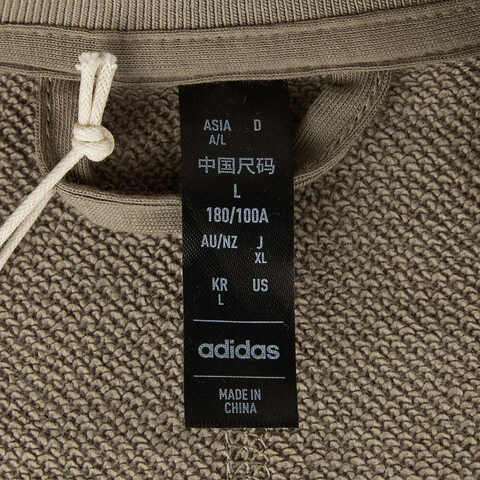 ASIA D
A/L
中国尺码
L
180/100A
AU/NZ J
XL
KR US
L
adidas
MADE IN
CHINA